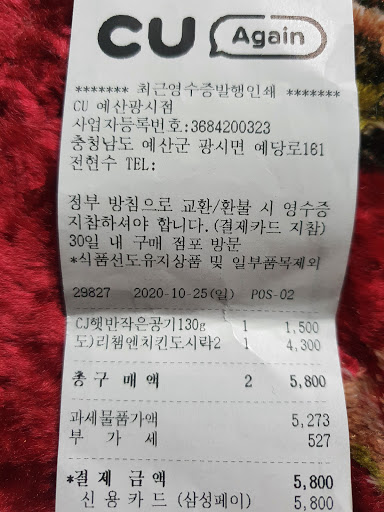 CU Again
******* 최근영수증발행인쇄 *******
CU 예산광시점
사업자등록번호:3684200323
충청남도 예산군 광시면 예당로161
전현수 TEL:
정부 방침으로 교환/환불 시 영수증
지참하셔야 합니다.(결제카드 지참)
30일 내 구매 점포 방문
*식품선도유지상품 및 일부품목제외
29827 2020-10-25(일) POS-02
CJ햇반작은공기130g 1 1,500
도)리챔엔치킨도시락2 1 4,300
총 구 매 액 2 5,800
과세물품가액 5,273
부 가 세 527
*결 제 금 액 5,800
신 용 카 드 (삼성페이) 5,800